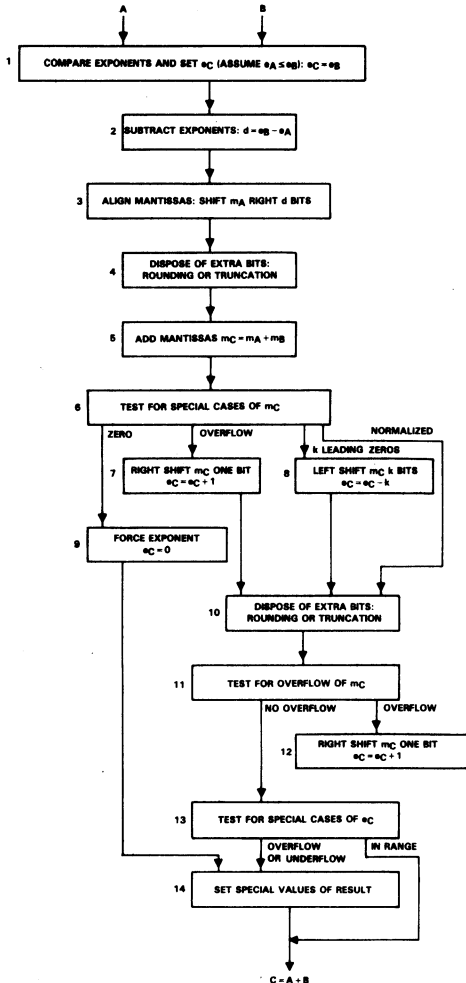 A B
1 COMPARE EXPONENTS AND SET eC (ASSUME eA ≤ eB): eC = eB
2 SUBTRACT EXPONENTS: d = eB − eA
3 ALIGN MANTISSAS: SHIFT mA RIGHT d BITS
4 DISPOSE OF EXTRA BITS:
ROUNDING OR TRUNCATION
5 ADD MANTISSAS mC = mA + mB
6 TEST FOR SPECIAL CASES OF mC
ZERO OVERFLOW NORMALIZED
k LEADING ZEROS
7 RIGHT SHIFT mC ONE BIT
eC = eC + 1
8 LEFT SHIFT mC k BITS
eC = eC − k
9 FORCE EXPONENT
eC = 0
10 DISPOSE OF EXTRA BITS:
ROUNDING OR TRUNCATION
11 TEST FOR OVERFLOW OF mC
NO OVERFLOW OVERFLOW
12 RIGHT SHIFT mC ONE BIT
eC = eC + 1
13 TEST FOR SPECIAL CASES OF eC
OVERFLOW
OR UNDERFLOW
IN RANGE
14 SET SPECIAL VALUES OF RESULT
C = A + B